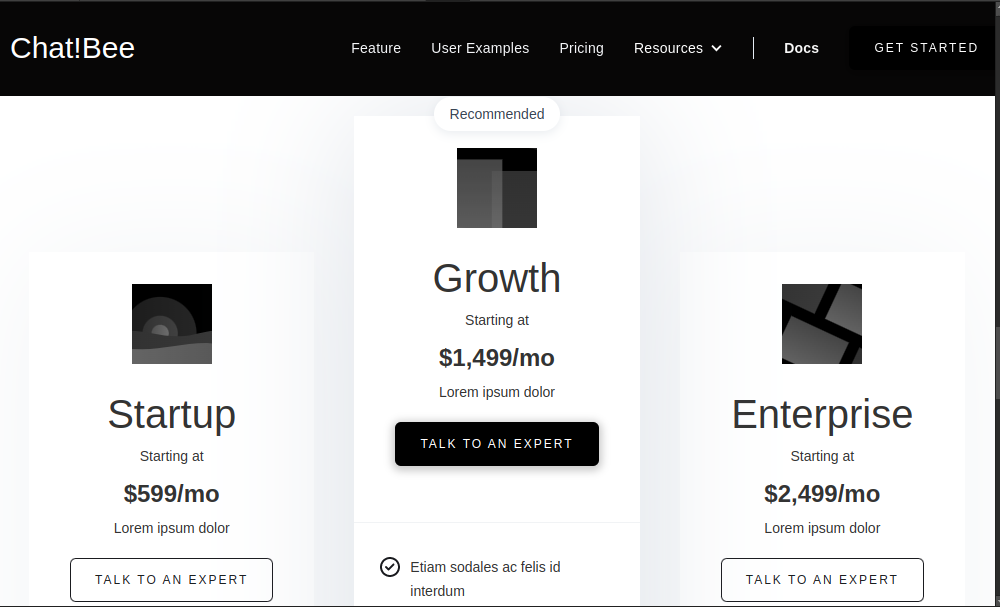 Chat!Bee
Feature
User Examples
Pricing
Resources
Docs
GET STARTED
Recommended
Growth
Starting at
$1,499/mo
Lorem ipsum dolor
TALK TO AN EXPERT
Etiam sodales ac felis id
interdum
Startup
Starting at
$599/mo
Lorem ipsum dolor
TALK TO AN EXPERT
Enterprise
Starting at
$2,499/mo
Lorem ipsum dolor
TALK TO AN EXPERT